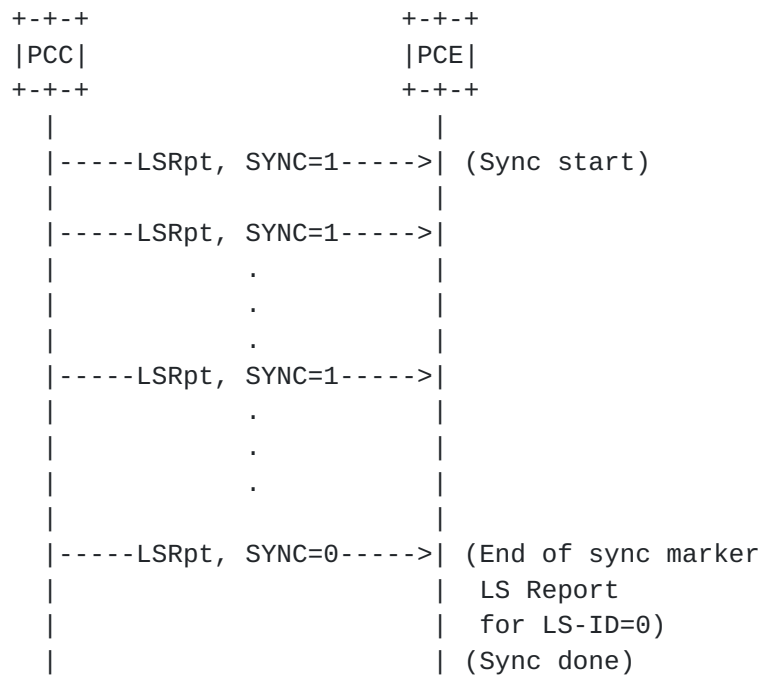 +-+-+                    +-+-+
|PCC|                    |PCE|
+-+-+                    +-+-+
  |                        |
  |-----LSRpt, SYNC=1----->| (Sync start)
  |                        |
  |-----LSRpt, SYNC=1----->|
  |            .           |
  |            .           |
  |            .           |
  |-----LSRpt, SYNC=1----->|
  |            .           |
  |            .           |
  |            .           |
  |                        |
  |-----LSRpt, SYNC=0----->| (End of sync marker
  |                        |  LS Report
  |                        |  for LS-ID=0)
  |                        | (Sync done)